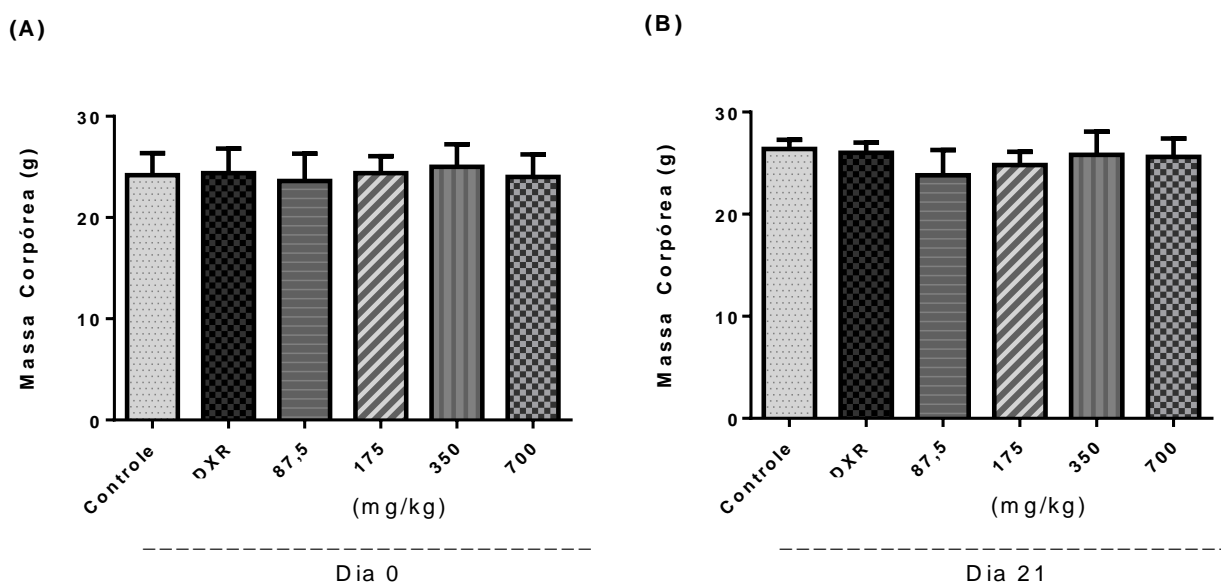 (A)
Massa Corpórea (g)
30
20
10
0
Controle
DXR
87,5
175
350
700
(mg/kg)
Dia 0
(B)
Massa Corpórea (g)
30
20
10
0
Controle
DXR
87,5
175
350
700
(mg/kg)
Dia 21